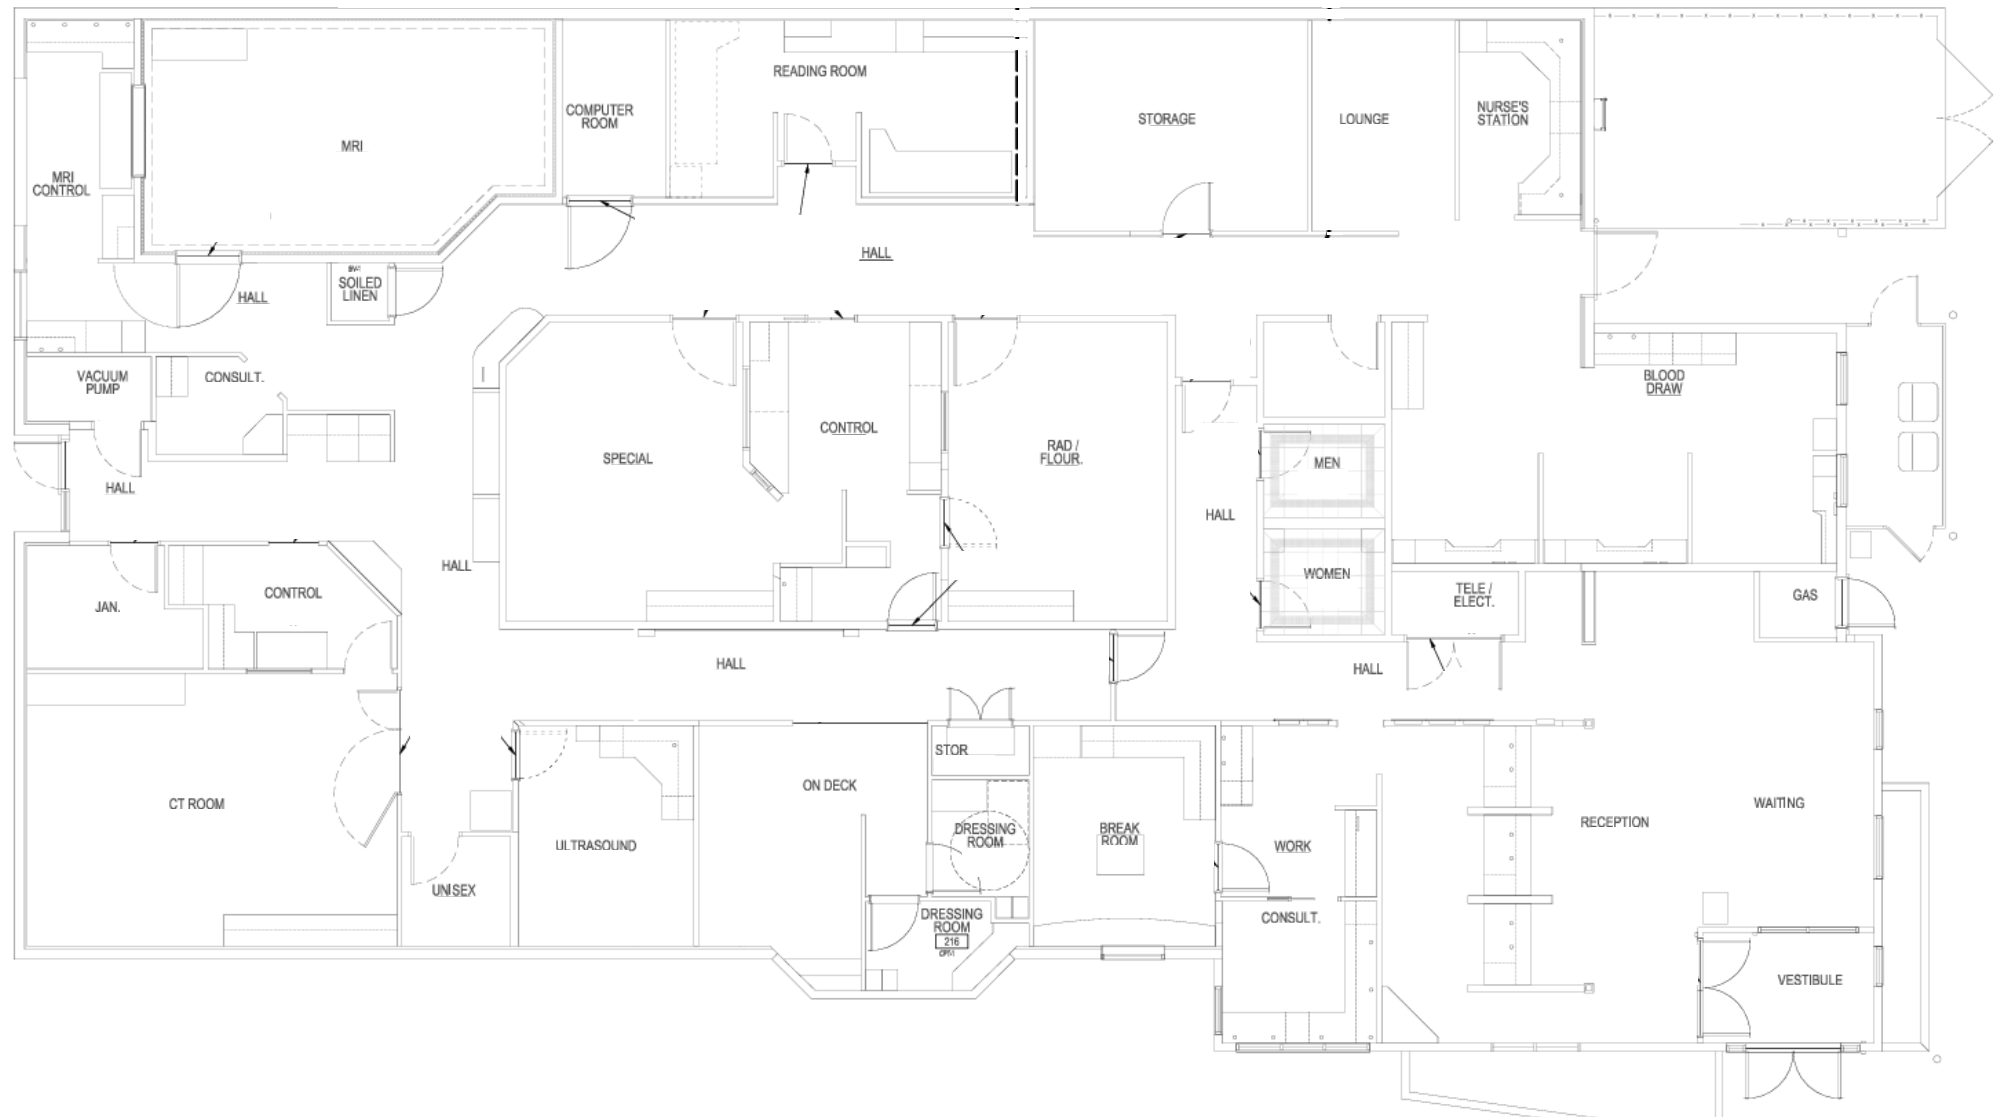 READING ROOM
COMPUTER
ROOM
STORAGE
LOUNGE
NURSE'S
STATION
MRI
MRI
CONTROL
HALL
SOILED
LINEN
HALL
VACUUM
PUMP
CONSULT.
BLOOD
DRAW
CONTROL
SPECIAL
RAD /
FLOUR.
MEN
HALL
HALL
HALL
WOMEN
CONTROL
JAN.
TELE /
ELECT.
GAS
HALL
HALL
STOR
ON DECK
CT ROOM
WAITING
RECEPTION
DRESSING
ROOM
BREAK
ROOM
ULTRASOUND
WORK
UNISEX
DRESSING
ROOM
216
CONSULT.
VESTIBULE